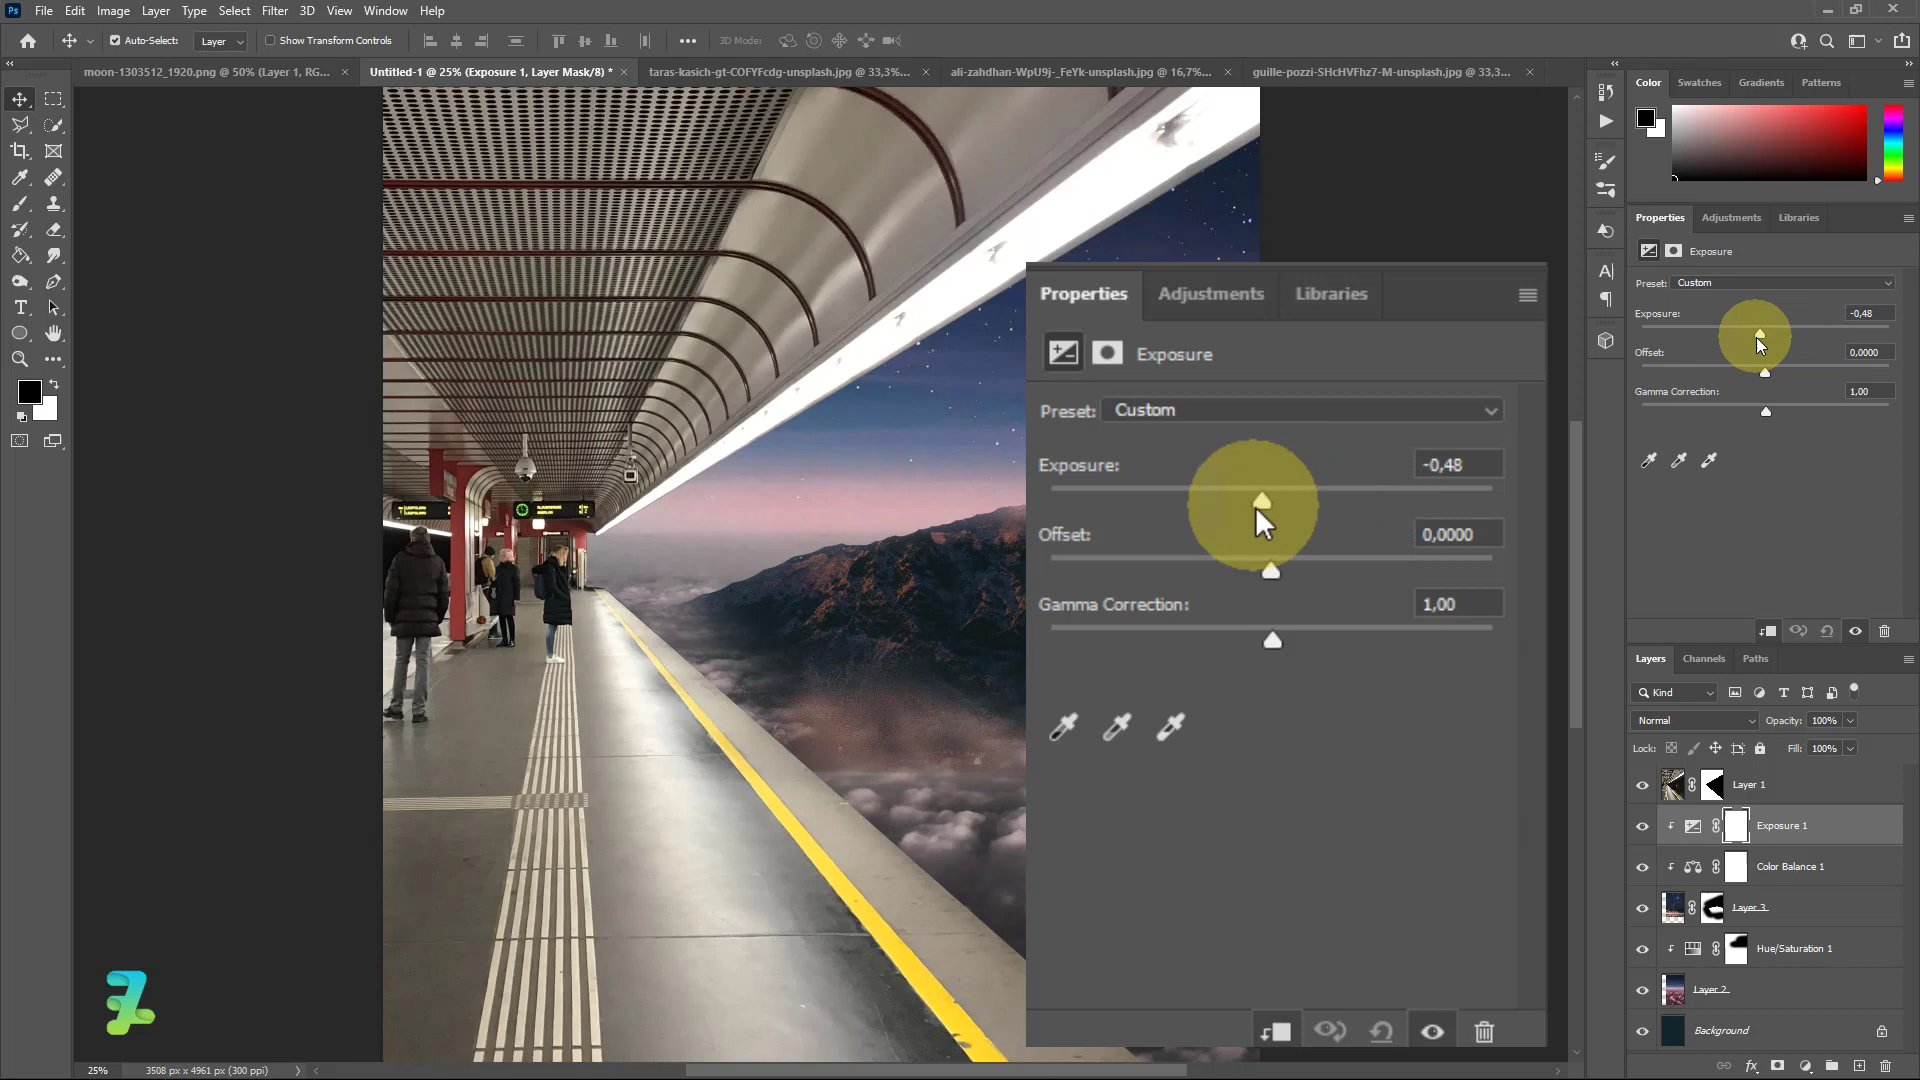 Ps File Edit Image Layer Type Select Filter 3D View Window Help
Auto-Select: Layer Show Transform Controls 3D Mode:
moon-1303512_1920.png @ 50% (Layer 1, RG...
Untitled-1 @ 25% (Exposure 1, Layer Mask/8) *
taras-kasich-gt-COFYFcdg-unsplash.jpg @ 33,3%...
ali-zahdhan-WpU9j-_FeYk-unsplash.jpg @ 16,7%...
guille-pozzi-SHcHVFhz7-M-unsplash.jpg @ 33,3...
Color Swatches Gradients Patterns
Properties Adjustments Libraries
Exposure
Preset: Custom
Exposure: -0,48
Offset: 0,0000
Gamma Correction: 1,00
Properties Adjustments Libraries
Exposure
Preset: Custom
Exposure: -0,48
Offset: 0,0000
Gamma Correction: 1,00
Layers Channels Paths
Kind
Normal Opacity: 100%
Lock: Fill: 100%
Layer 1
Exposure 1
Color Balance 1
Layer 3
Hue/Saturation 1
Layer 2
Background
25% 3508 px x 4961 px (300 ppi)